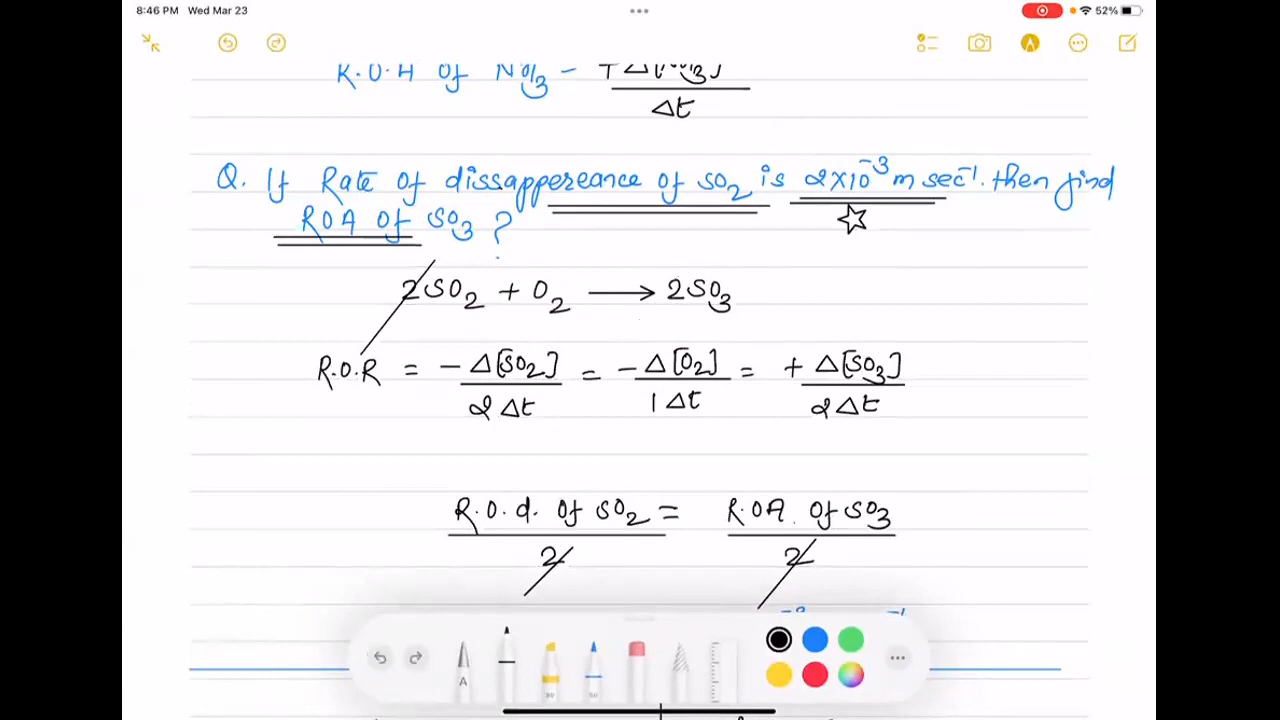 8:46 PM Wed Mar 23
52%
R.O.A of NO3 - +Δ[NO3]
Δt
Q. If Rate of dissappereance of SO2 is 2×10⁻³ m sec⁻¹. then find
ROA of SO3 ?
2SO2 + O2 ⟶ 2SO3
R.O.R = - Δ[SO2] = - Δ[O2] = + Δ[SO3]
2Δt 1Δt 2Δt
R.O.d. of SO2 = R.OA. of SO3
2 2